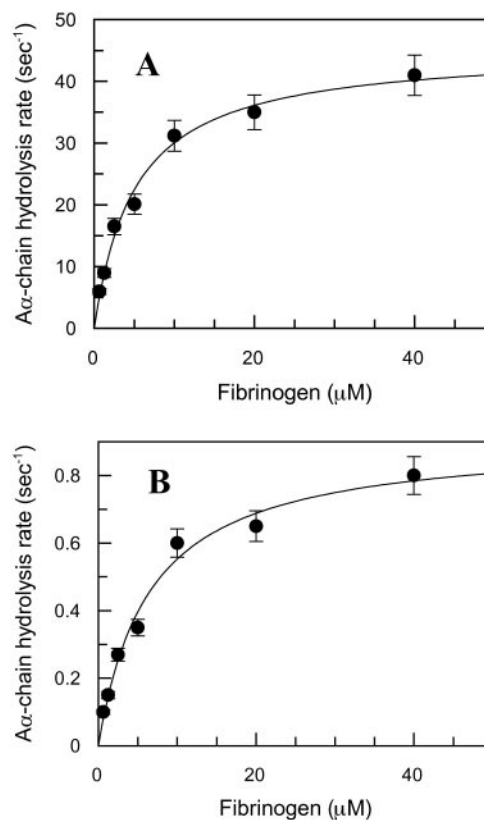 A
Aα-chain hydrolysis rate (sec⁻¹)
50
40
30
20
10
0
0 20 40
Fibrinogen (μM)
B
Aα-chain hydrolysis rate (sec⁻¹)
0.8
0.6
0.4
0.2
0
0 20 40
Fibrinogen (μM)